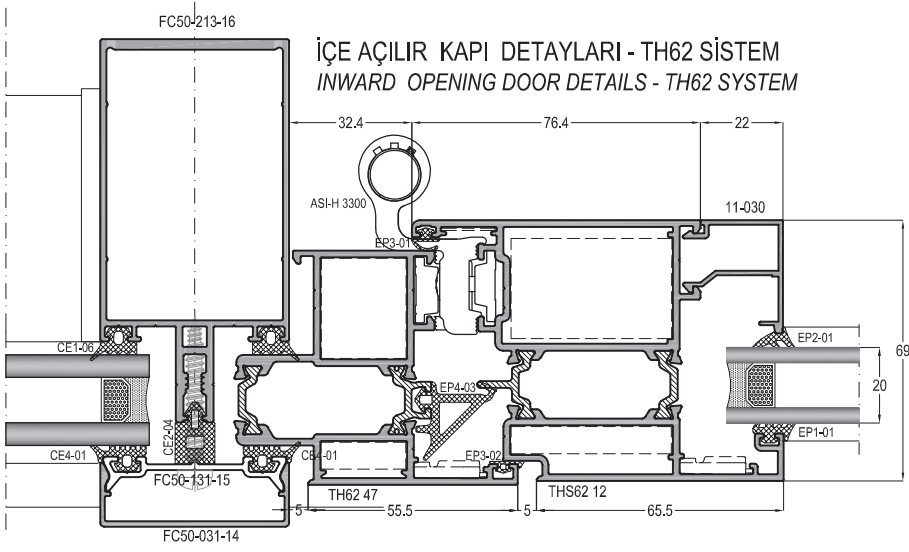 FC50-213-16
İÇE AÇILIR KAPI DETAYLARI - TH62 SİSTEM
INWARD OPENING DOOR DETAILS - TH62 SYSTEM
32.4
76.4
22
ASI-H 3300
11-030
EP3-01
CE1-06
EP2-01
69
20
EP4-03
CE2-04
EP1-01
CE4-01
CE4-01
EP3-02
FC50-131-15
TH62 47
THS62 12
5
55.5
5
65.5
FC50-031-14